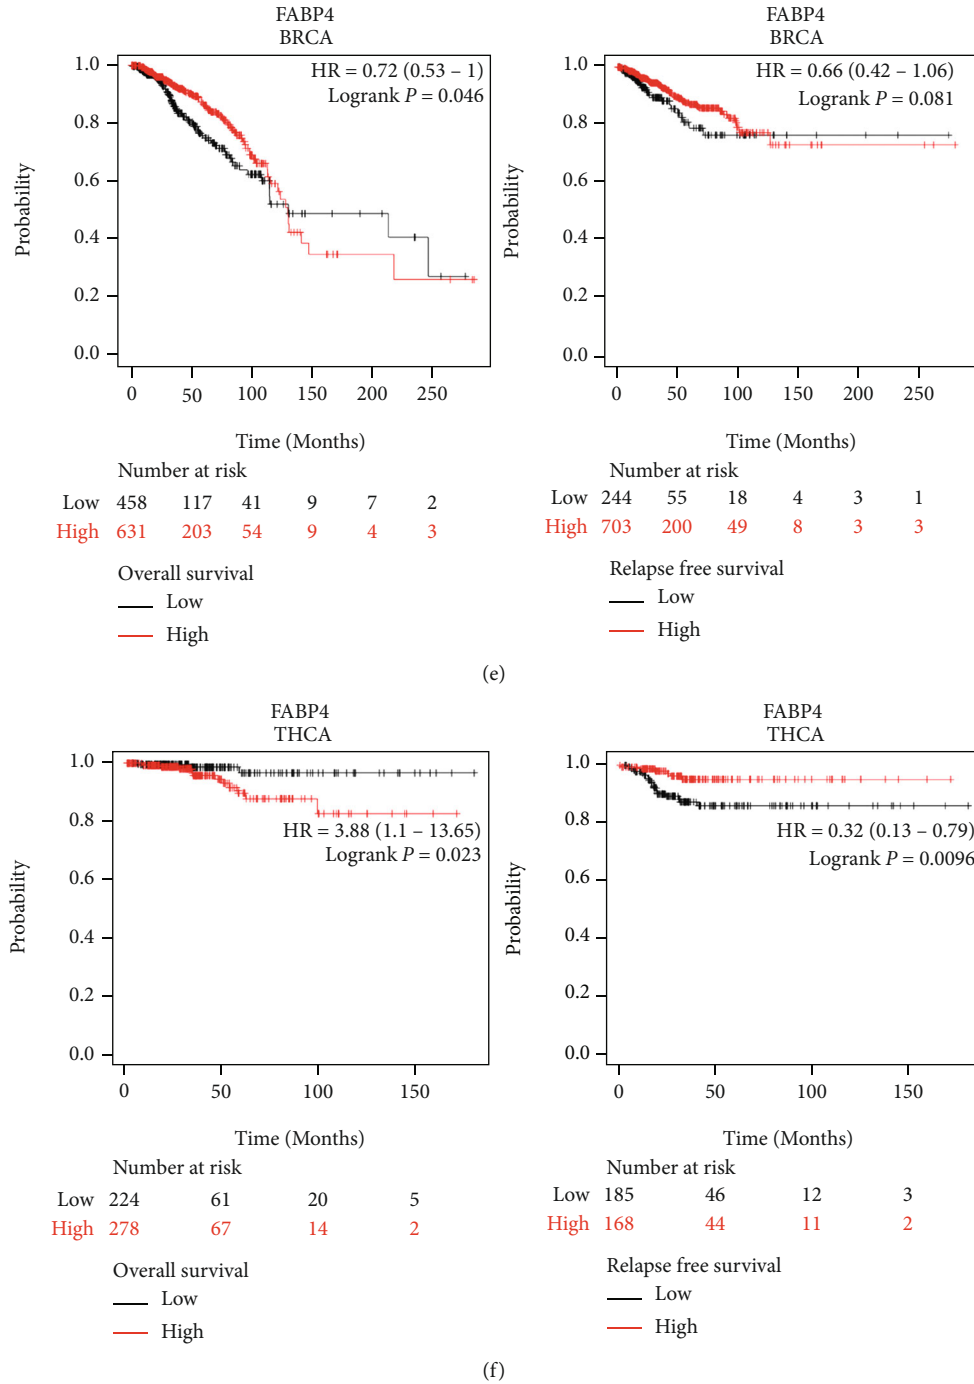 FABP4
BRCA
HR = 0.72 (0.53 – 1)
Logrank P = 0.046
1.0
0.8
0.6
0.4
0.2
0.0
Probability
0 50 100 150 200 250
Time (Months)
Number at risk
Low 458 117 41 9 7 2
High 631 203 54 9 4 3
Overall survival
Low
High
FABP4
BRCA
HR = 0.66 (0.42 – 1.06)
Logrank P = 0.081
1.0
0.8
0.6
0.4
0.2
0.0
Probability
0 50 100 150 200 250
Time (Months)
Number at risk
Low 244 55 18 4 3 1
High 703 200 49 8 3 3
Relapse free survival
Low
High
(e)
FABP4
THCA
1.0
0.8
0.6
0.4
0.2
0.0
HR = 3.88 (1.1 – 13.65)
Logrank P = 0.023
Probability
0 50 100 150
Time (Months)
Number at risk
Low 224 61 20 5
High 278 67 14 2
Overall survival
Low
High
FABP4
THCA
1.0
0.8
0.6
0.4
0.2
0.0
HR = 0.32 (0.13 – 0.79)
Logrank P = 0.0096
Probability
0 50 100 150
Time (Months)
Number at risk
Low 185 46 12 3
High 168 44 11 2
Relapse free survival
Low
High
(f)